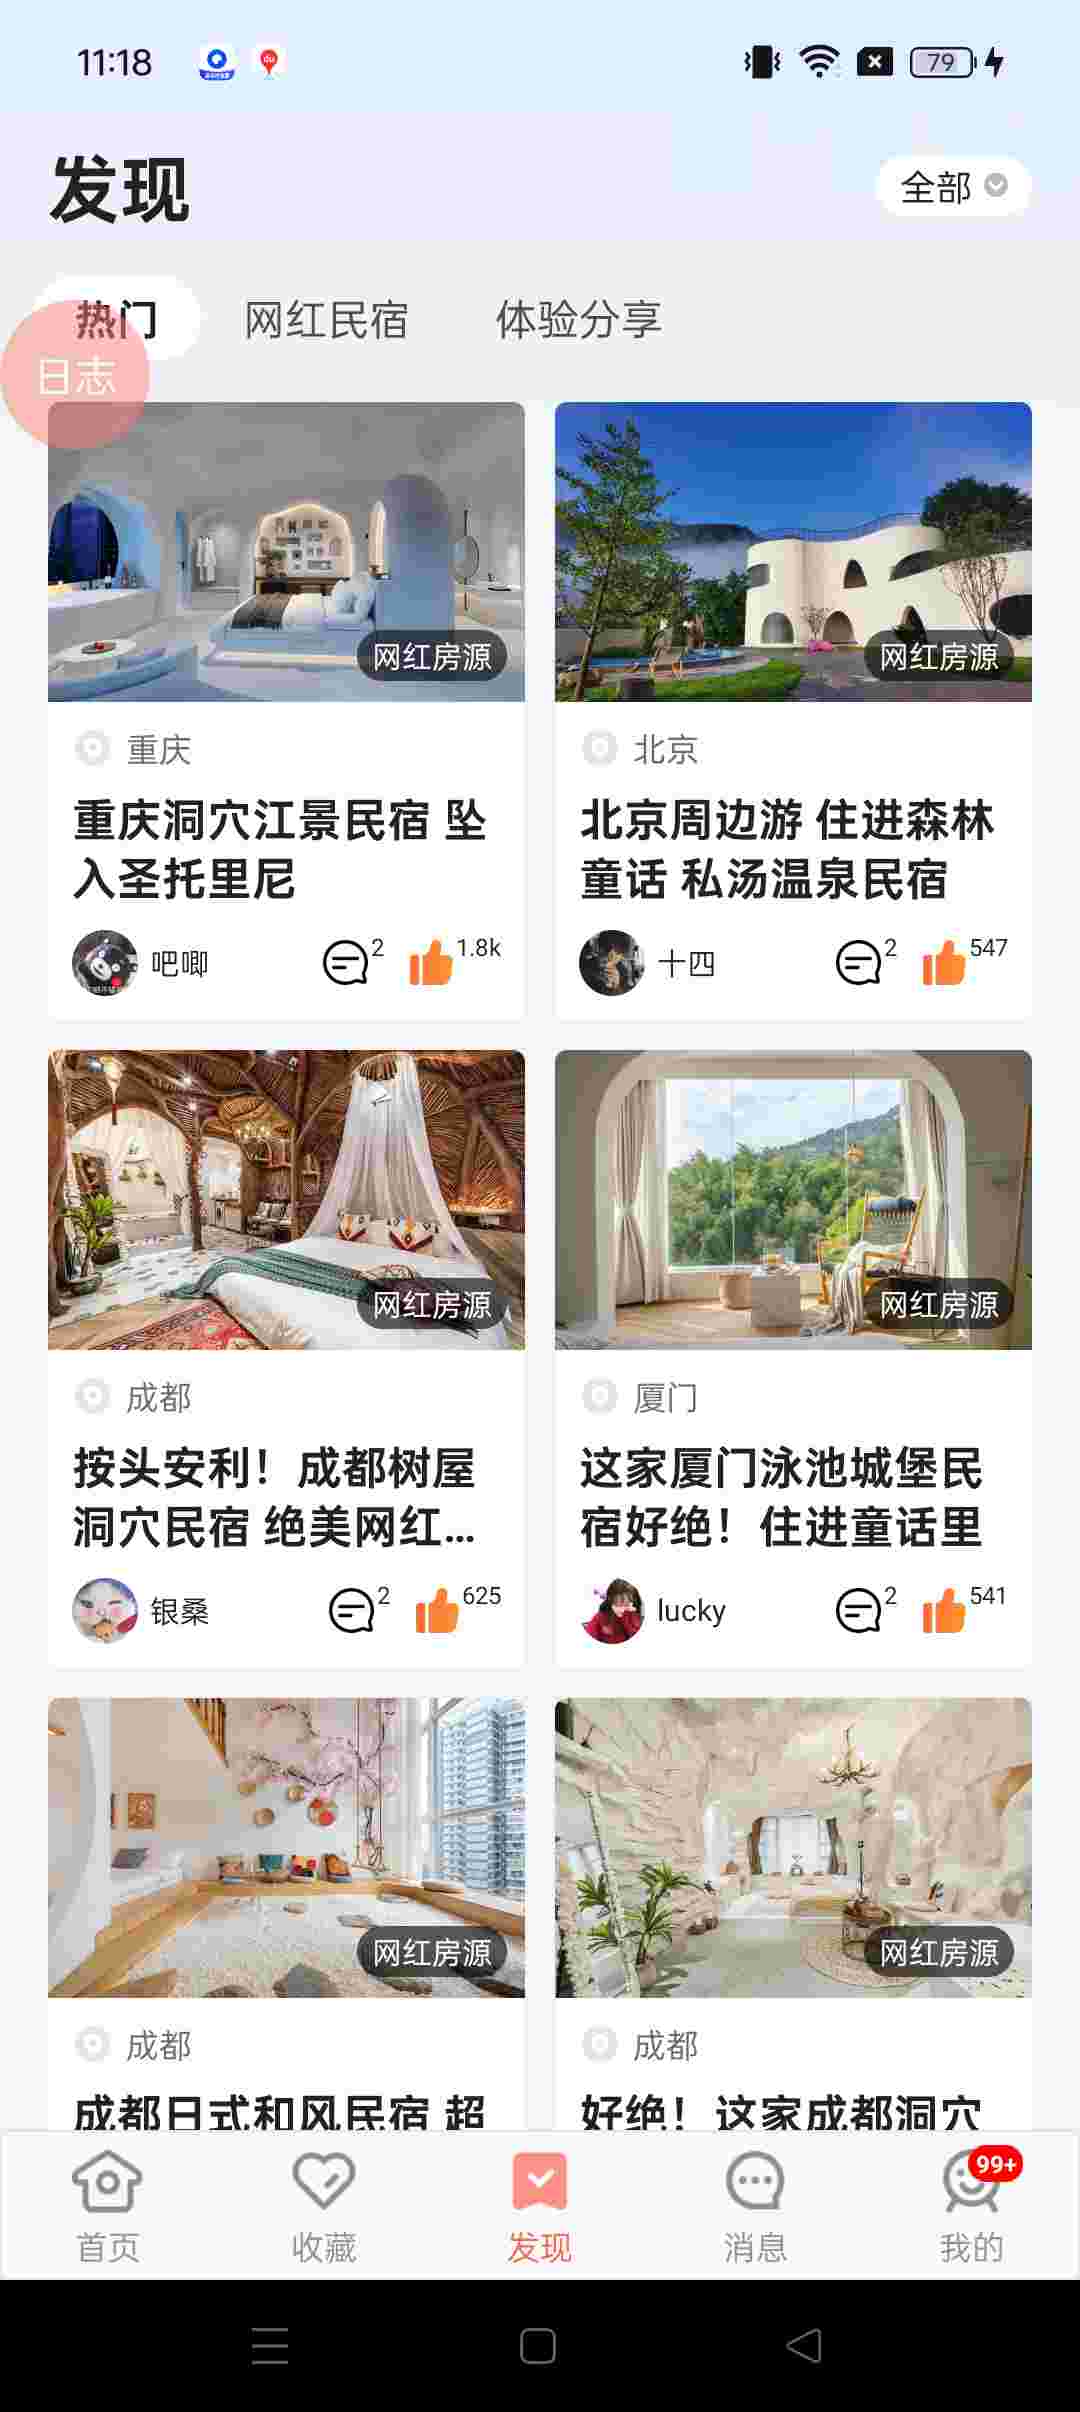 11:18
79
发现
全部
热门
网红民宿
体验分享
日志
网红房源
网红房源
重庆
北京
重庆洞穴江景民宿 坠
入圣托里尼
北京周边游 住进森林
童话 私汤温泉民宿
吧唧
2
1.8k
十四
2
547
网红房源
网红房源
成都
厦门
按头安利！成都树屋
洞穴民宿 绝美网红...
这家厦门泳池城堡民
宿好绝！住进童话里
银桑
2
625
lucky
2
541
网红房源
网红房源
成都
成都
成都日式和风民宿 超
好绝！这家成都洞穴
首页
收藏
发现
消息
99+
我的